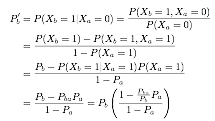 P'_b = P(X_b = 1|X_a = 0) = \frac{P(X_b = 1, X_a = 0)}{P(X_a = 0)}
= \frac{P(X_b = 1) - P(X_b = 1, X_a = 1)}{1 - P(X_a = 1)}
= \frac{P_b - P(X_b = 1|X_a = 1)P(X_a = 1)}{1 - P_a}
= \frac{P_b - P_{ba}P_a}{1 - P_a} = P_b \left( \frac{1 - \frac{P_{ba}}{P_b} P_a}{1 - P_a} \right)